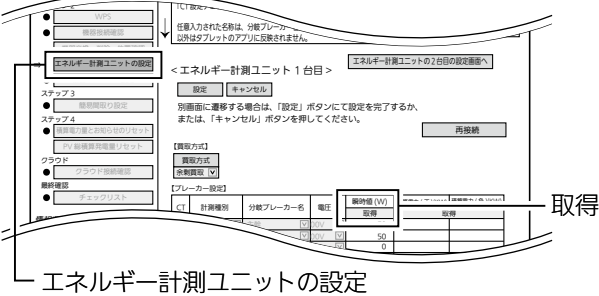 WPS
任意入力された名称は、分岐ブレーカー
以外はタブレットのアプリに反映されません。
機器接続確認
エネルギー計測ユニットの設定
エネルギー計測ユニットの2台目の設定画面へ
<エネルギー計測ユニット 1台目>
設定 キャンセル
ステップ3
簡易間取り設定
別画面に遷移する場合は、「設定」ボタンにて設定を完了するか、
または、「キャンセル」ボタンを押してください。
ステップ4
積算電力量とお知らせのリセット
再接続
PV 総積算発電量リセット
【買取方式】
買取方式
余剰買取
クラウド
クラウド接続確認
最終確認
チェックリスト
【ブレーカー設定】
CT 計測種別 分岐ブレーカー名 電圧 瞬時値 (W)
取得 取得
50
0
取得
エネルギー計測ユニットの設定